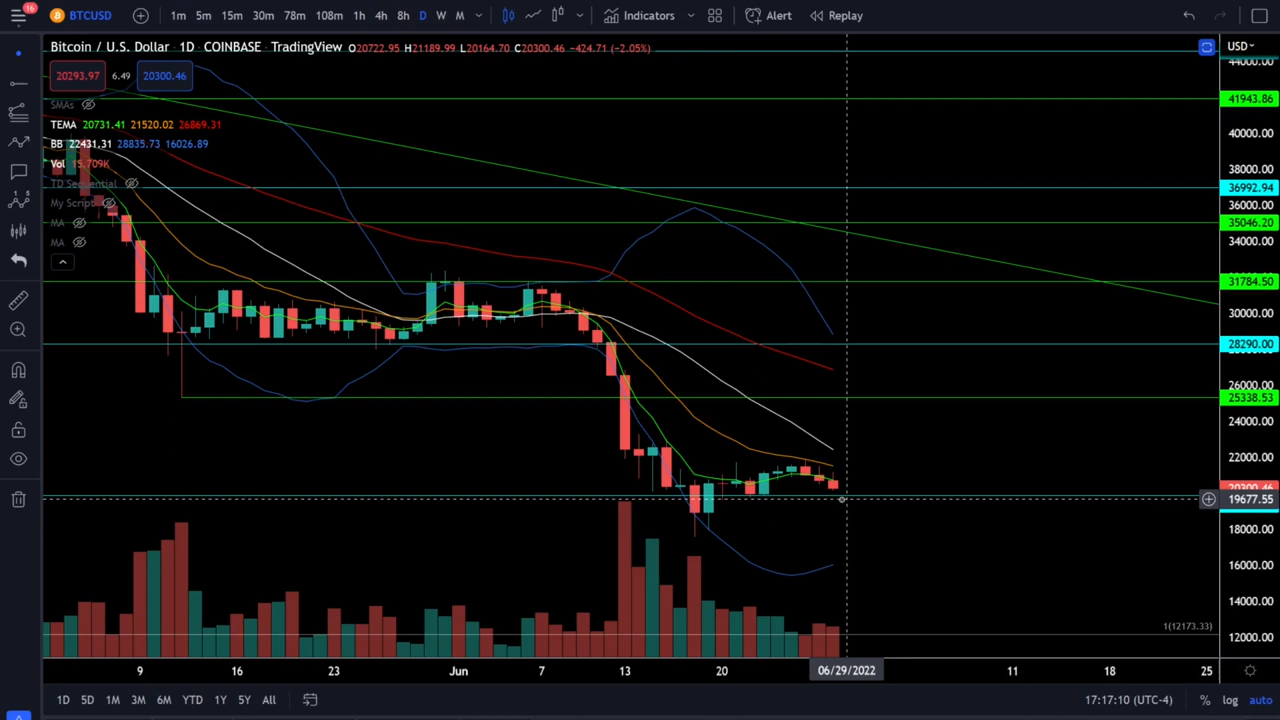 16
BTCUSD 1m 5m 15m 30m 78m 108m 1h 4h 8h D W M Indicators Alert Replay
Bitcoin / U.S. Dollar · 1D · COINBASE · TradingView O20722.95 H21189.99 L20164.70 C20300.46 -424.71 (-2.05%)
USD
20293.97 6.49 20300.46
SMAs
TEMA 20731.41 21520.02 26869.31
BB 22431.31 28835.73 16026.89
Vol 15.709K
TD Sequential
My Script
MA
MA
44000.00
41943.86
40000.00
38000.00
36992.94
36000.00
35046.20
34000.00
31784.50
30000.00
28290.00
26000.00
25338.53
24000.00
22000.00
20300.46
19677.55
18000.00
16000.00
14000.00
1(12173.33)
12000.00
9 16 23 Jun 7 13 20 06/29/2022 11 18 25
1D 5D 1M 3M 6M YTD 1Y 5Y All 17:17:10 (UTC-4) % log auto